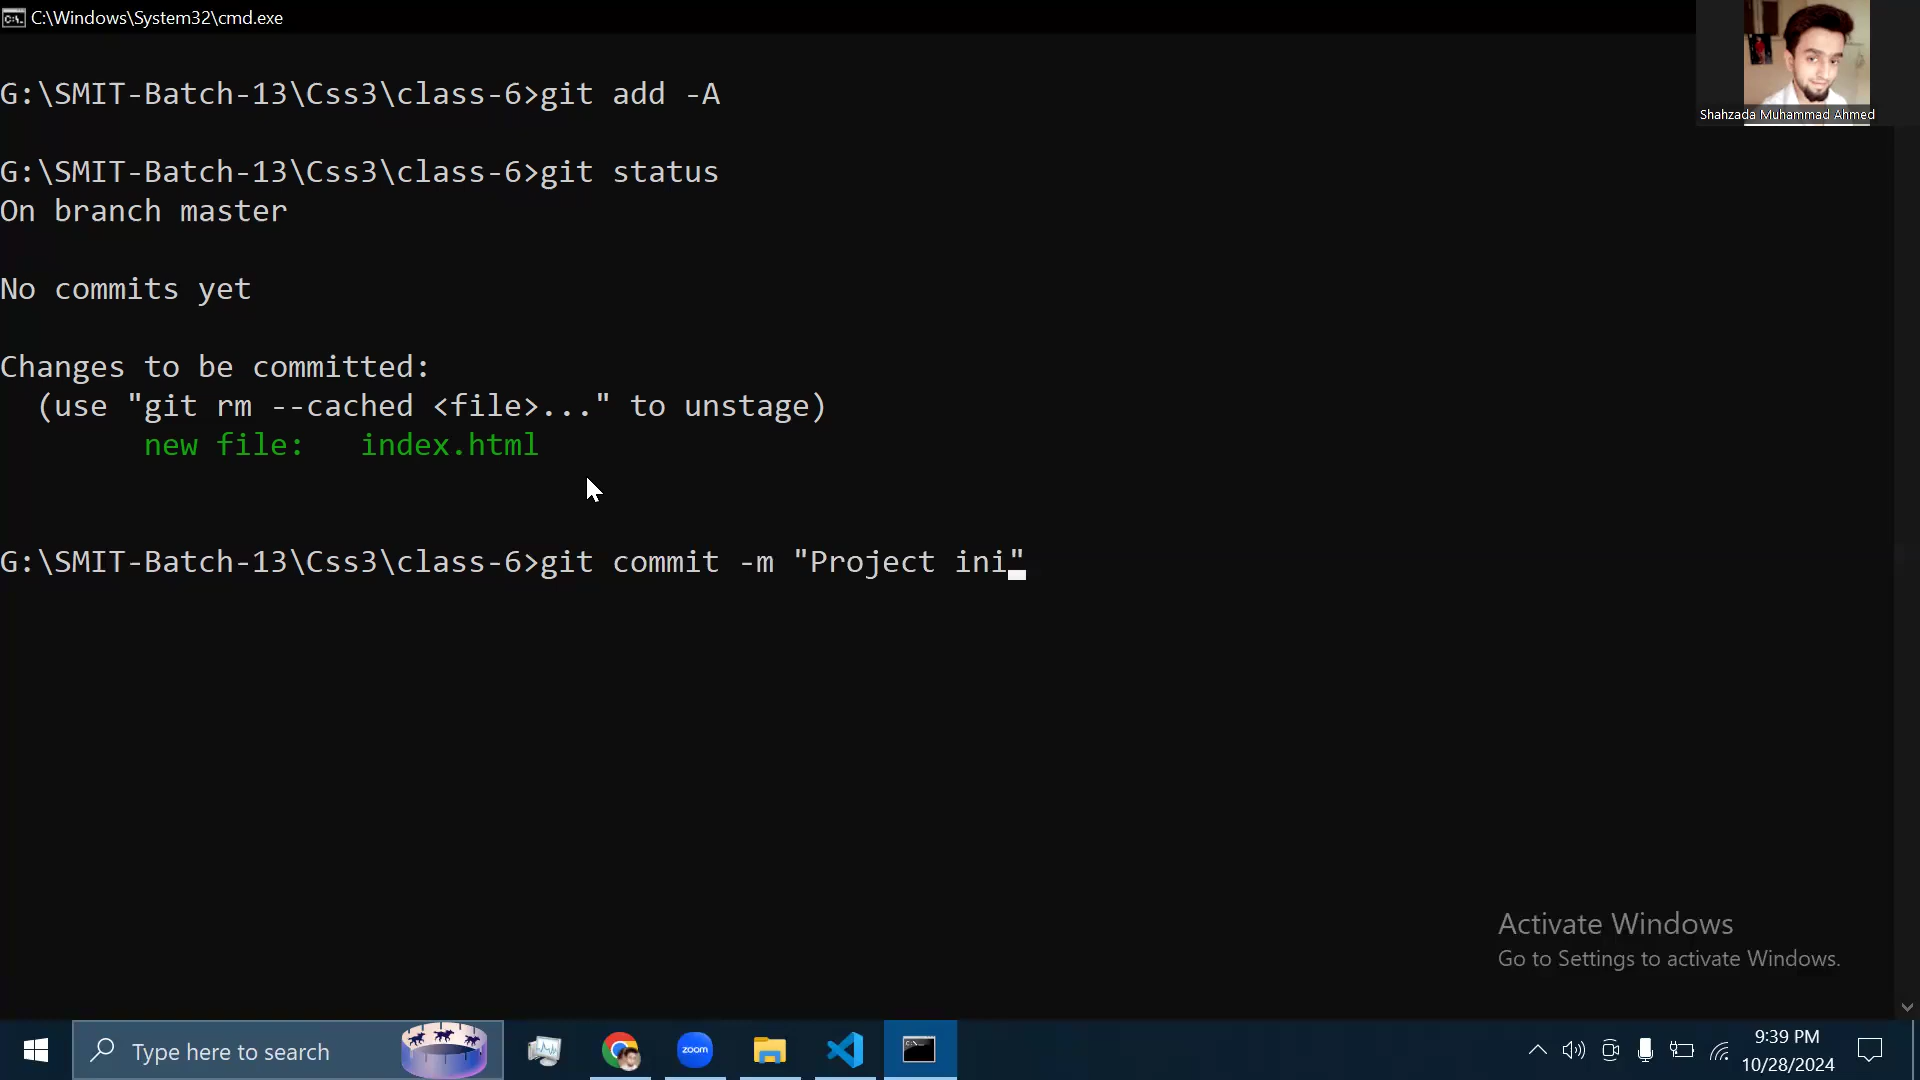 C:\Windows\System32\cmd.exe
Shahzada Muhammad Ahmed
G:\SMIT-Batch-13\Css3\class-6>git add -A
G:\SMIT-Batch-13\Css3\class-6>git status
On branch master
No commits yet
Changes to be committed:
  (use "git rm --cached <file>..." to unstage)
        new file:   index.html
G:\SMIT-Batch-13\Css3\class-6>git commit -m "Project ini"
Activate Windows
Go to Settings to activate Windows.
Type here to search
zoom
9:39 PM
10/28/2024